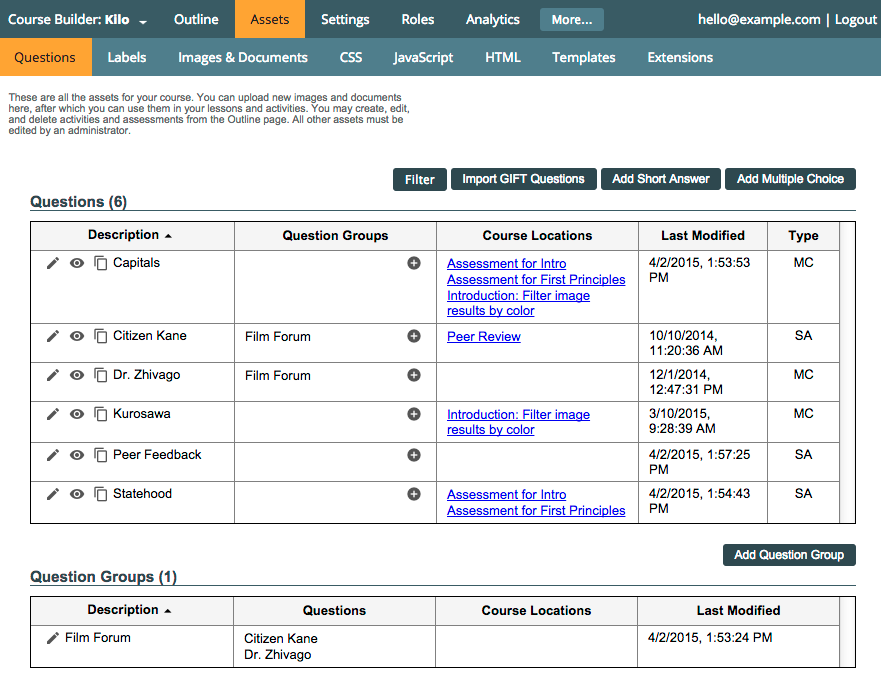 Course Builder: Kilo Outline Assets Settings Roles Analytics More... hello@example.com | Logout
Questions Labels Images & Documents CSS JavaScript HTML Templates Extensions
These are all the assets for your course. You can upload new images and documents
here, after which you can use them in your lessons and activities. You may create, edit,
and delete activities and assessments from the Outline page. All other assets must be
edited by an administrator.
Filter Import GIFT Questions Add Short Answer Add Multiple Choice
Questions (6)
Description Question Groups Course Locations Last Modified Type
Capitals Assessment for Intro 4/2/2015, 1:53:53 MC
Assessment for First Principles PM
Introduction: Filter image
results by color
Citizen Kane Film Forum Peer Review 10/10/2014, SA
11:20:36 AM
Dr. Zhivago Film Forum 12/1/2014, MC
12:47:31 PM
Kurosawa Introduction: Filter image 3/10/2015, MC
results by color 9:28:39 AM
Peer Feedback 4/2/2015, 1:57:25 SA
PM
Statehood Assessment for Intro 4/2/2015, 1:54:43 SA
Assessment for First Principles PM
Add Question Group
Question Groups (1)
Description Questions Course Locations Last Modified
Film Forum Citizen Kane 4/2/2015, 1:53:24 PM
Dr. Zhivago